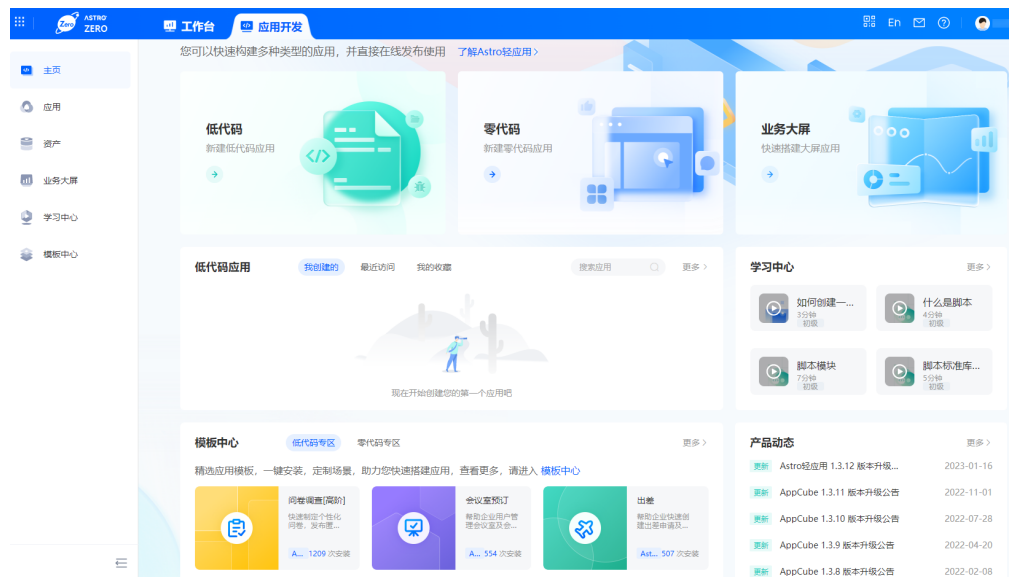 Zero ASTRO ZERO
工作台
应用开发
En
主页
应用
资产
业务大屏
学习中心
模板中心
您可以快速构建多种类型的应用，并直接在线发布使用 了解Astro轻应用
低代码
新建低代码应用
零代码
新建零代码应用
业务大屏
快速搭建大屏应用
低代码应用 我创建的 最近访问 我的收藏 搜索应用 更多
现在开始创建您的第一个应用吧
学习中心 更多
如何创建一...
3分钟
初级
什么是脚本
4分钟
初级
脚本模块
7分钟
初级
脚本标准库...
5分钟
初级
模板中心 低代码专区 零代码专区 更多
精选应用模板，一键安装，定制场景，助力您快速搭建应用，查看更多，请进入 模板中心
问卷调查[高阶]
快速制定个性化
问卷、发布置...
A... 1209 次安装
会议室预订
帮助企业用户管
理会议室及会...
A... 554 次安装
出差
帮助企业快速创
建出差申请及...
Ast... 507 次安装
产品动态 更多
更新 Astro轻应用 1.3.12 版本升级... 2023-01-16
更新 AppCube 1.3.11 版本升级公告 2022-11-01
更新 AppCube 1.3.10 版本升级公告 2022-07-28
更新 AppCube 1.3.9 版本升级公告 2022-04-20
更新 AppCube 1.3.8 版本升级公告 2022-02-08